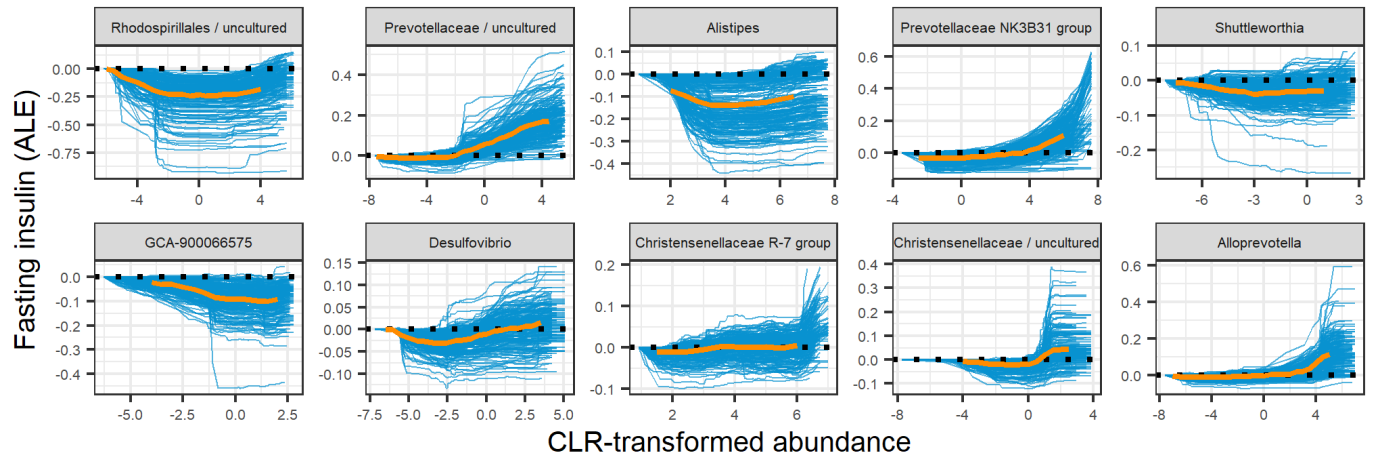 Rhodospirillales / uncultured
Prevotellaceae / uncultured
Alistipes
Prevotellaceae NK3B31 group
Shuttleworthia
0.00
-0.25
-0.50
-0.75
-6 -4 -2 0 2 4
0.4
0.2
0.0
-8 -4 0 4
0.1
0.0
-0.1
-0.2
-0.3
-0.4
2 4 6 8
0.6
0.4
0.2
0.0
-4 0 4 8
0.1
0.0
-0.1
-0.2
-6 -3 0 3
Fasting insulin (ALE)
GCA-900066575
Desulfovibrio
Christensenellaceae R-7 group
Christensenellaceae / uncultured
Alloprevotella
0.0
-0.1
-0.2
-0.3
-0.4
-5.0 -2.5 0.0 2.5
0.15
0.10
0.05
0.00
-0.05
-0.10
-7.5 -5.0 -2.5 0.0 2.5 5.0
0.2
0.1
0.0
-0.1
2 4 6
0.4
0.3
0.2
0.1
0.0
-0.1
-8 -4 0 4
0.6
0.4
0.2
0.0
-8 -4 0 4
CLR-transformed abundance